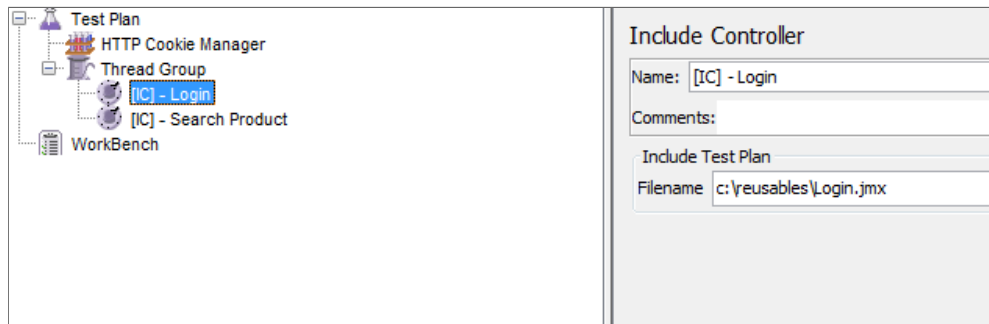 Test Plan
HTTP Cookie Manager
Thread Group
[IC] - Login
[IC] - Search Product
WorkBench
Include Controller
Name: [IC] - Login
Comments:
Include Test Plan
Filename c:\reusables\Login.jmx